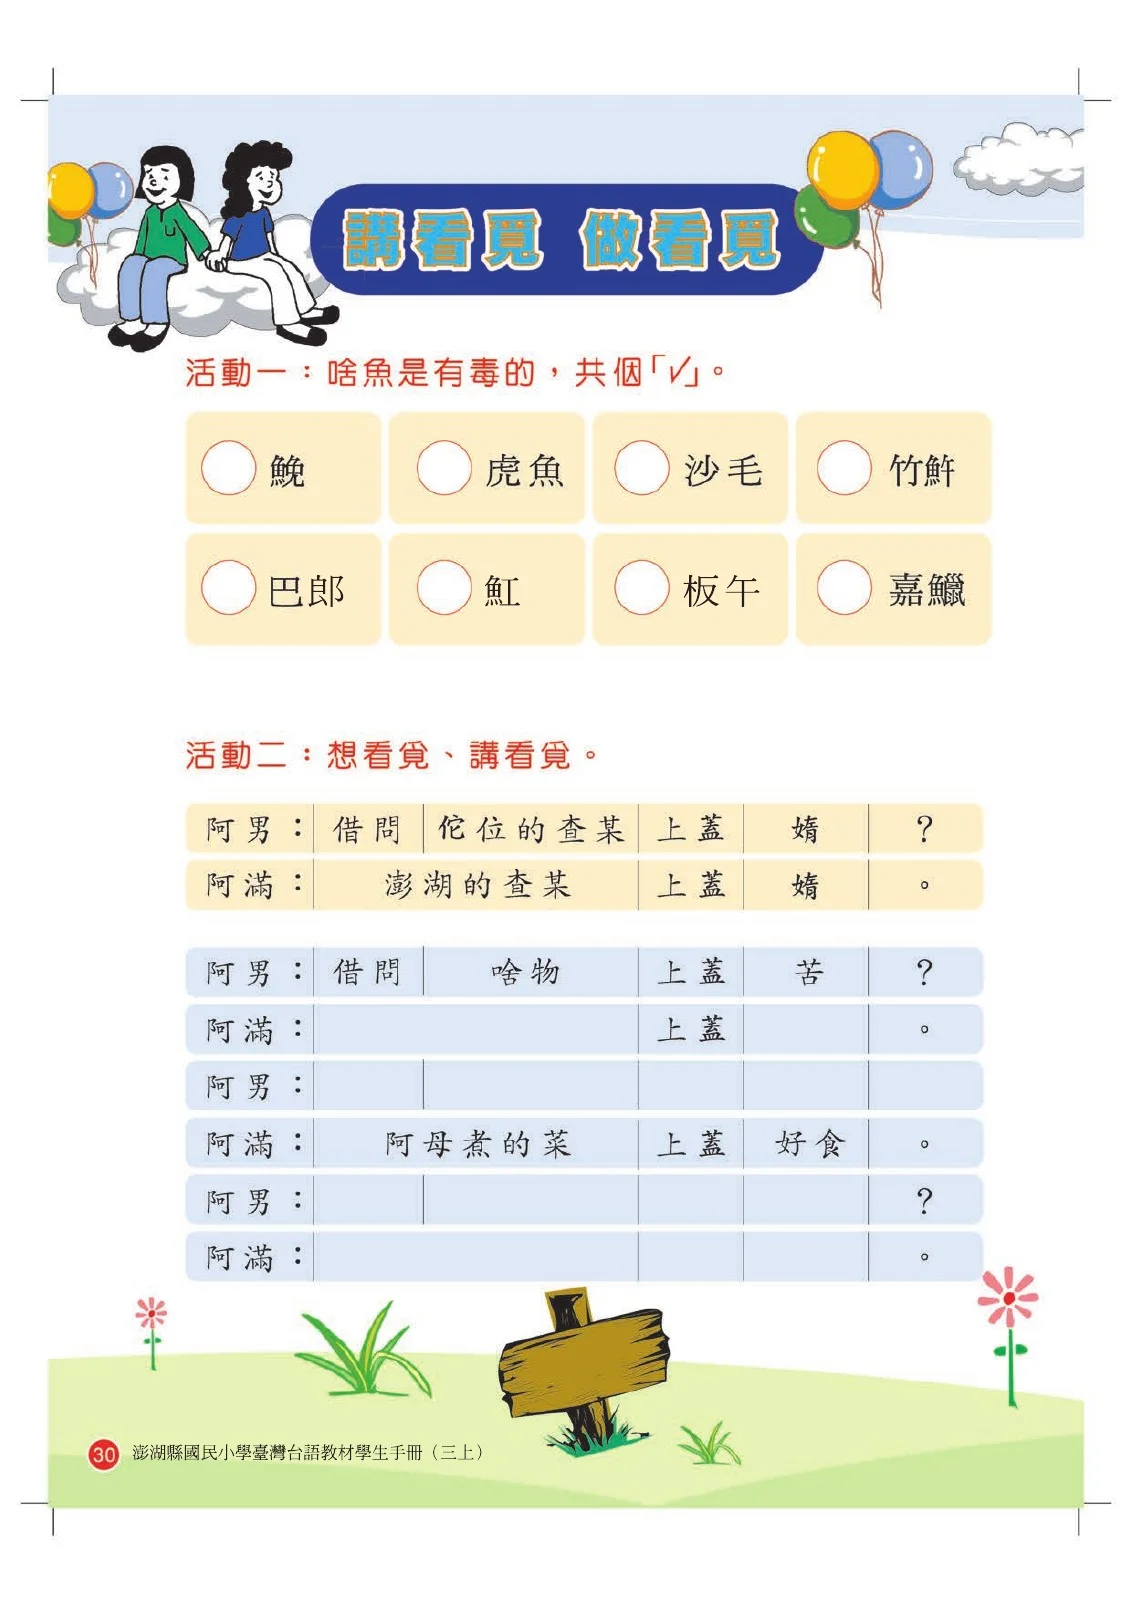 講看覓 做看覓
活動一：啥魚是有毒的，共個「✓」。
鮸 虎魚 沙毛 竹䱋
巴郎 魟 板午 嘉鱲
活動二：想看覓、講看覓。
阿男： 借問 佗位的查某 上蓋 媠 ？
阿滿： 澎湖的查某 上蓋 媠 。
阿男： 借問 啥物 上蓋 苦 ？
阿滿： 上蓋 。
阿男：
阿滿： 阿母煮的菜 上蓋 好食 。
阿男： ？
阿滿： 。
30 澎湖縣國民小學臺灣台語教材學生手冊（三上）